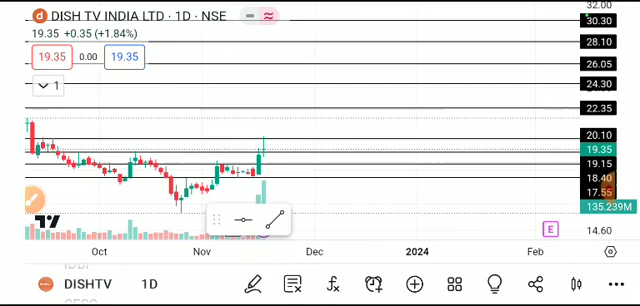 32.00
DISH TV INDIA LTD · 1D · NSE
30.30
19.35 +0.35 (+1.84%)
28.10
19.35 0.00 19.35
26.05
1
24.30
22.35
20.10
19.35
19.15
18.40
17.55
135.239M
14.60
E
Oct Nov Dec 2024 Feb
DISHTV 1D